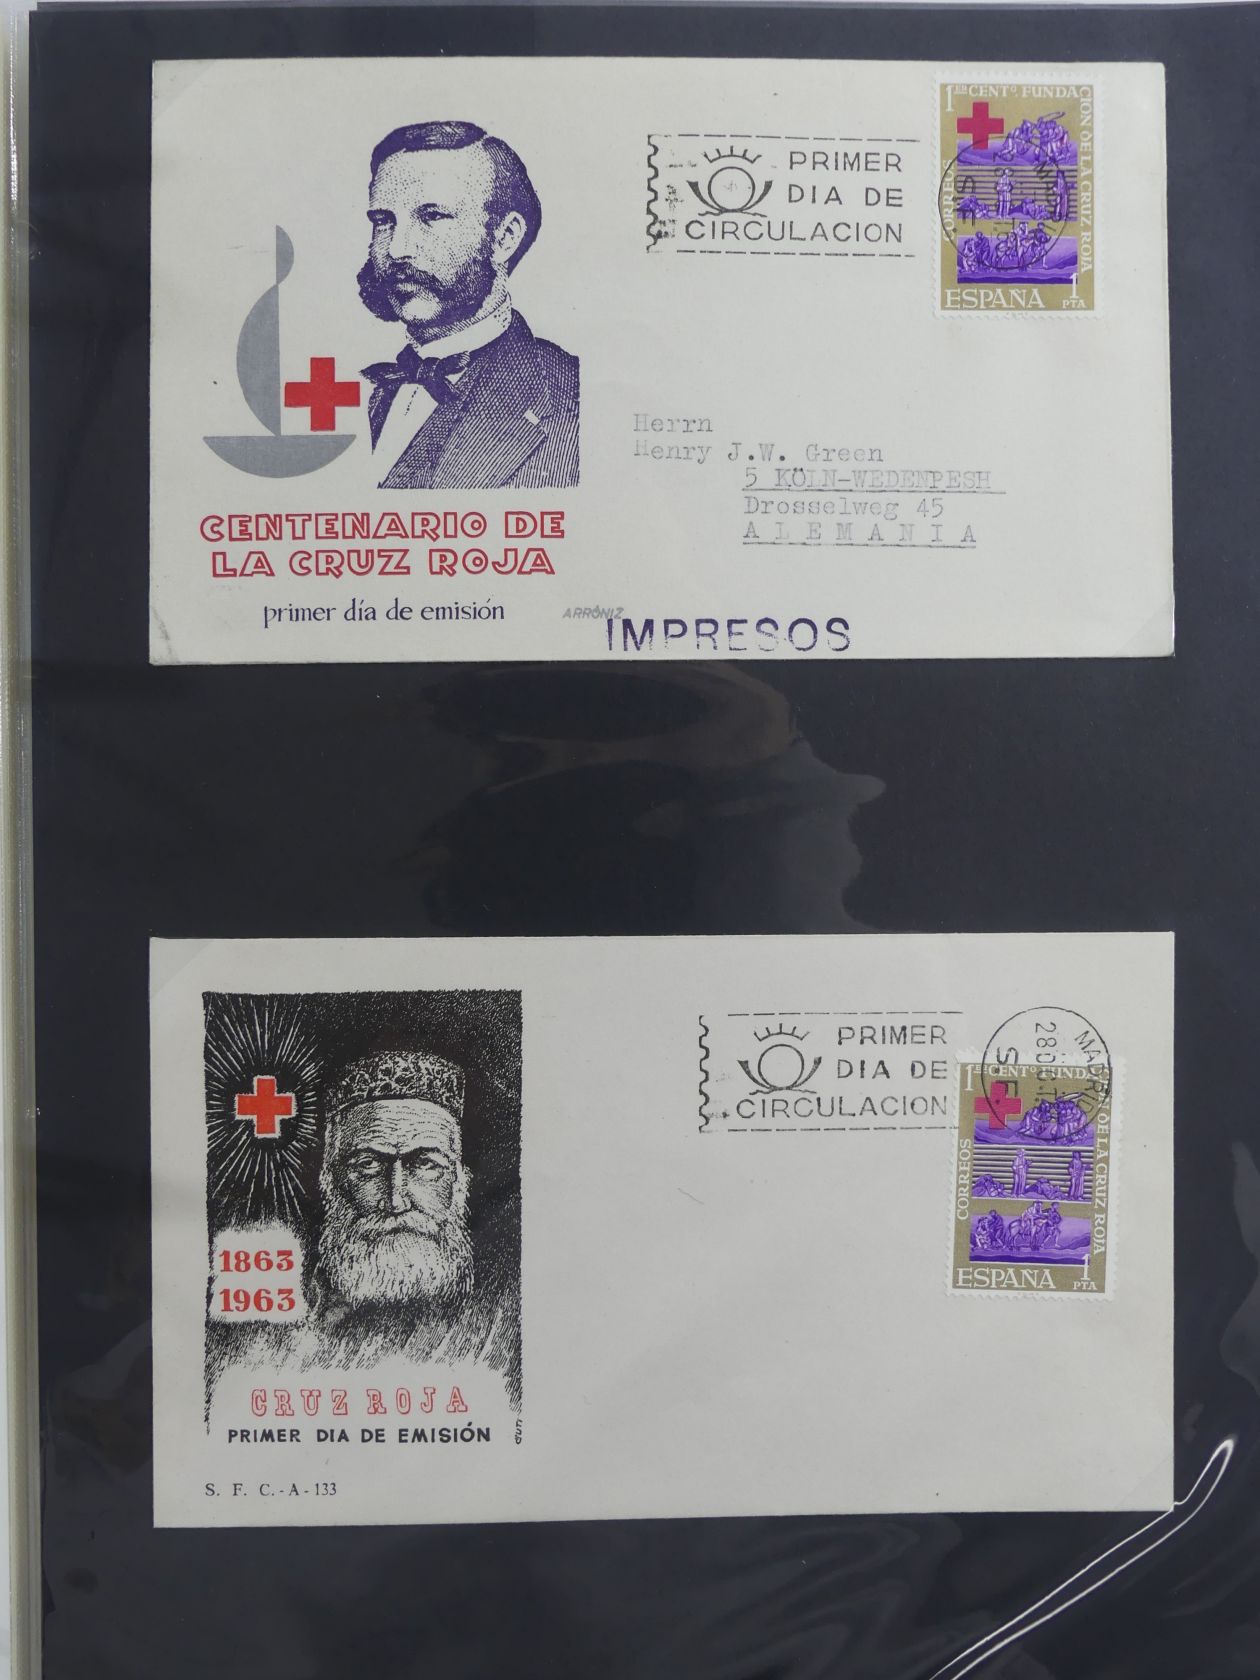 PRIMER
DIA DE
CIRCULACION
MADRID
S.F.
1ER CENTº FUNDACION DE LA CRUZ ROJA
CORREOS
ESPAÑA
1
PTA
Herrn
Henry J.W. Green
5 KÖLN-WEDENPESH
Drosselweg 45
ALEMANIA
CENTENARIO DE
LA CRUZ ROJA
primer día de emisión
ARRÓNIZ
IMPRESOS
PRIMER
DIA DE
CIRCULACION
MADRID
S.F.
1ER CENTº FUNDACION DE LA CRUZ ROJA
CORREOS
ESPAÑA
1
PTA
1863
1963
CRUZ ROJA
PRIMER DIA DE EMISIÓN
S. F. C. - A - 133